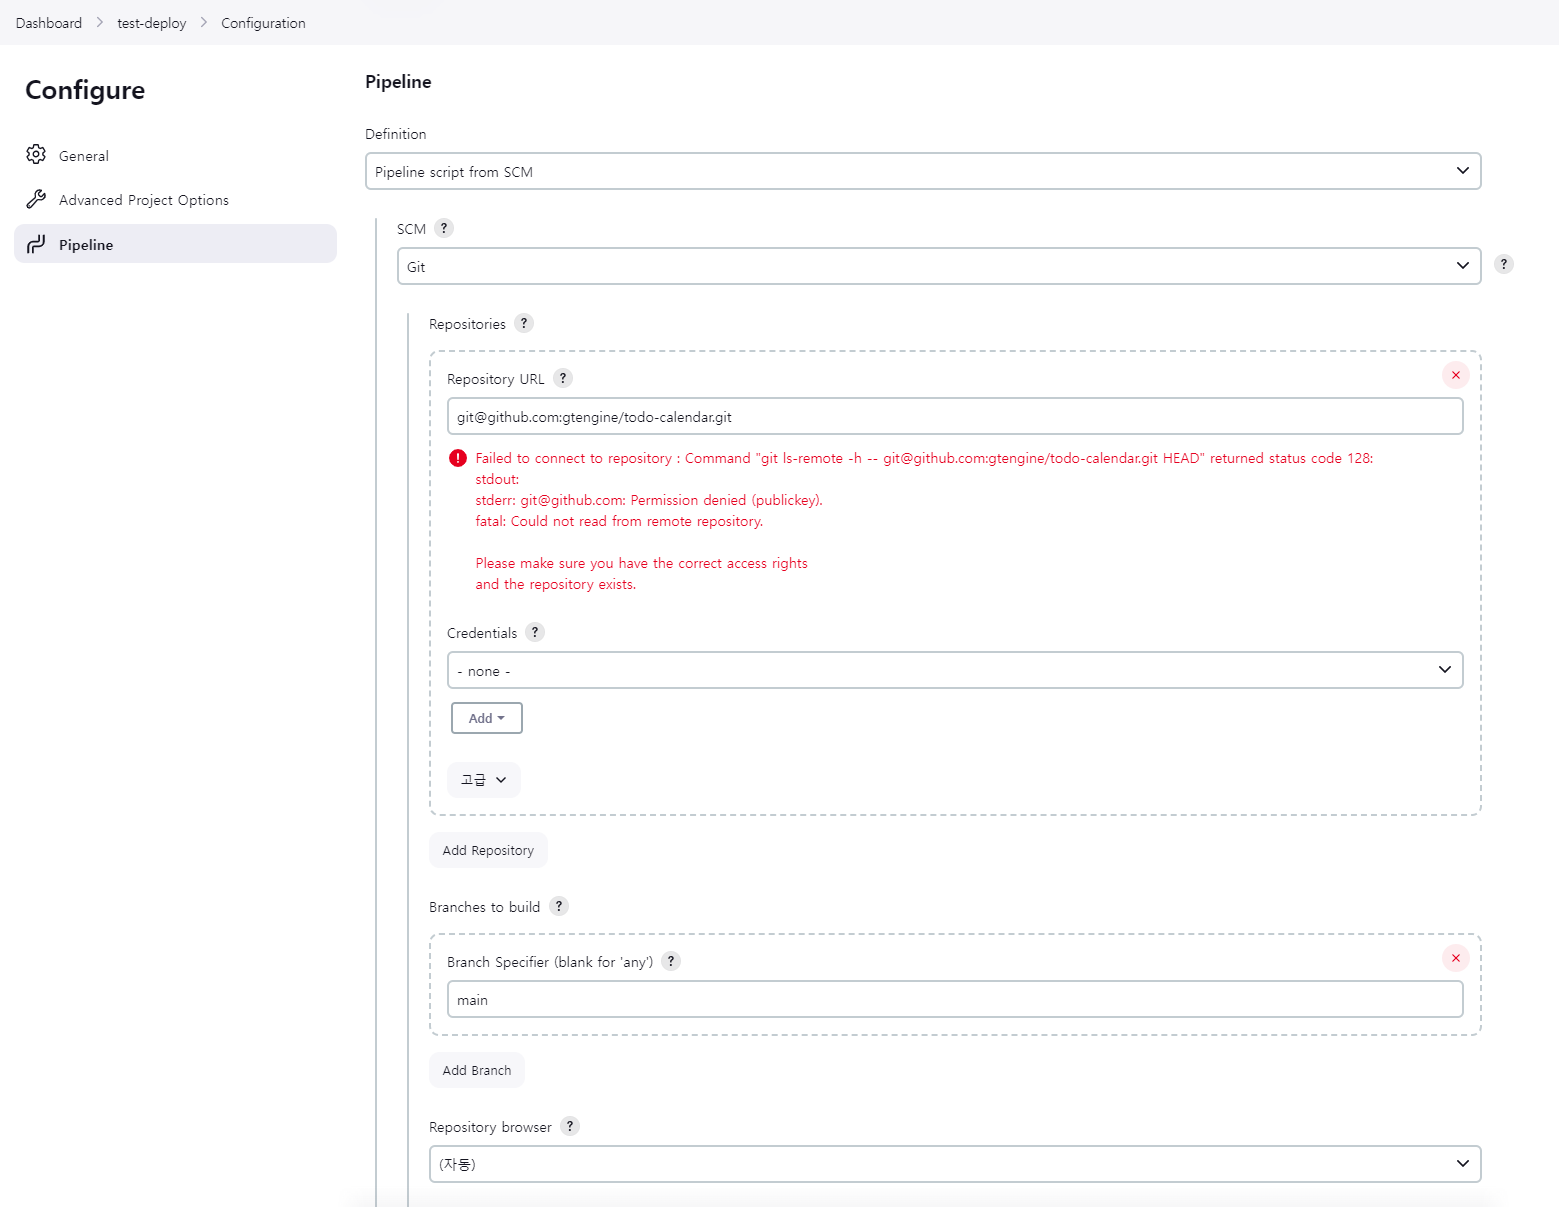 Dashboard > test-deploy > Configuration
Configure
General
Advanced Project Options
Pipeline
Pipeline
Definition
Pipeline script from SCM
SCM ?
Git
?
Repositories ?
Repository URL ?
git@github.com:gtengine/todo-calendar.git
Failed to connect to repository : Command "git ls-remote -h -- git@github.com:gtengine/todo-calendar.git HEAD" returned status code 128:
stdout:
stderr: git@github.com: Permission denied (publickey).
fatal: Could not read from remote repository.
Please make sure you have the correct access rights
and the repository exists.
Credentials ?
- none -
Add
고급
Add Repository
Branches to build ?
Branch Specifier (blank for 'any') ?
main
Add Branch
Repository browser ?
(자동)